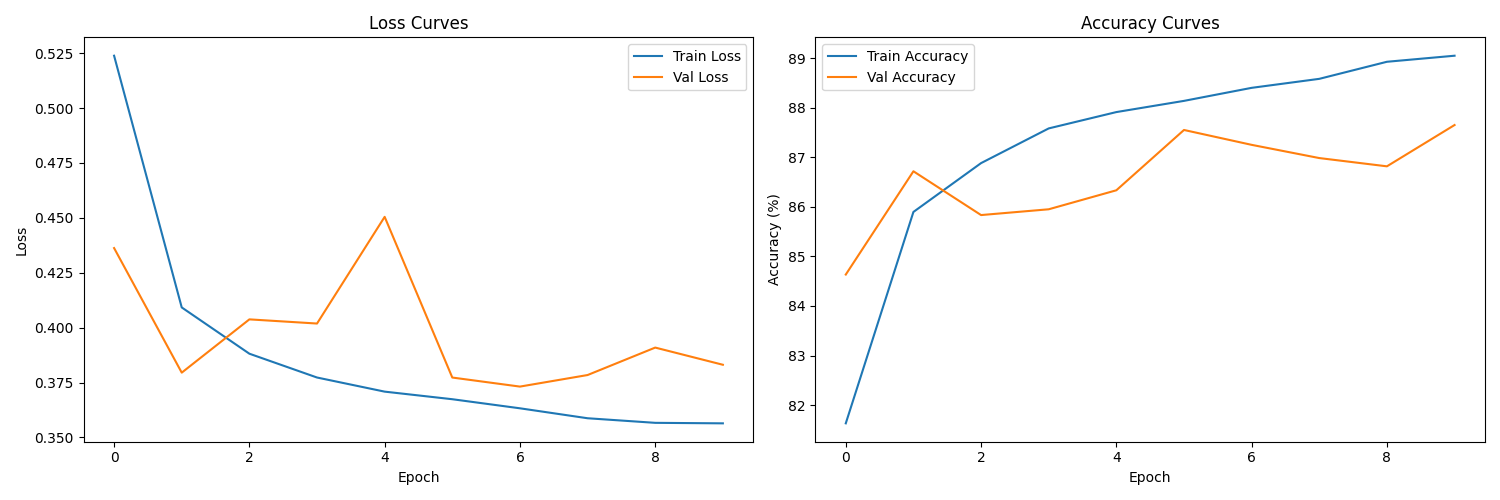 Loss Curves
Train Loss
Val Loss
0.525
0.500
0.475
0.450
0.425
0.400
0.375
0.350
Loss
0 2 4 6 8
Epoch
Accuracy Curves
Train Accuracy
Val Accuracy
89
88
87
86
85
84
83
82
Accuracy (%)
0 2 4 6 8
Epoch